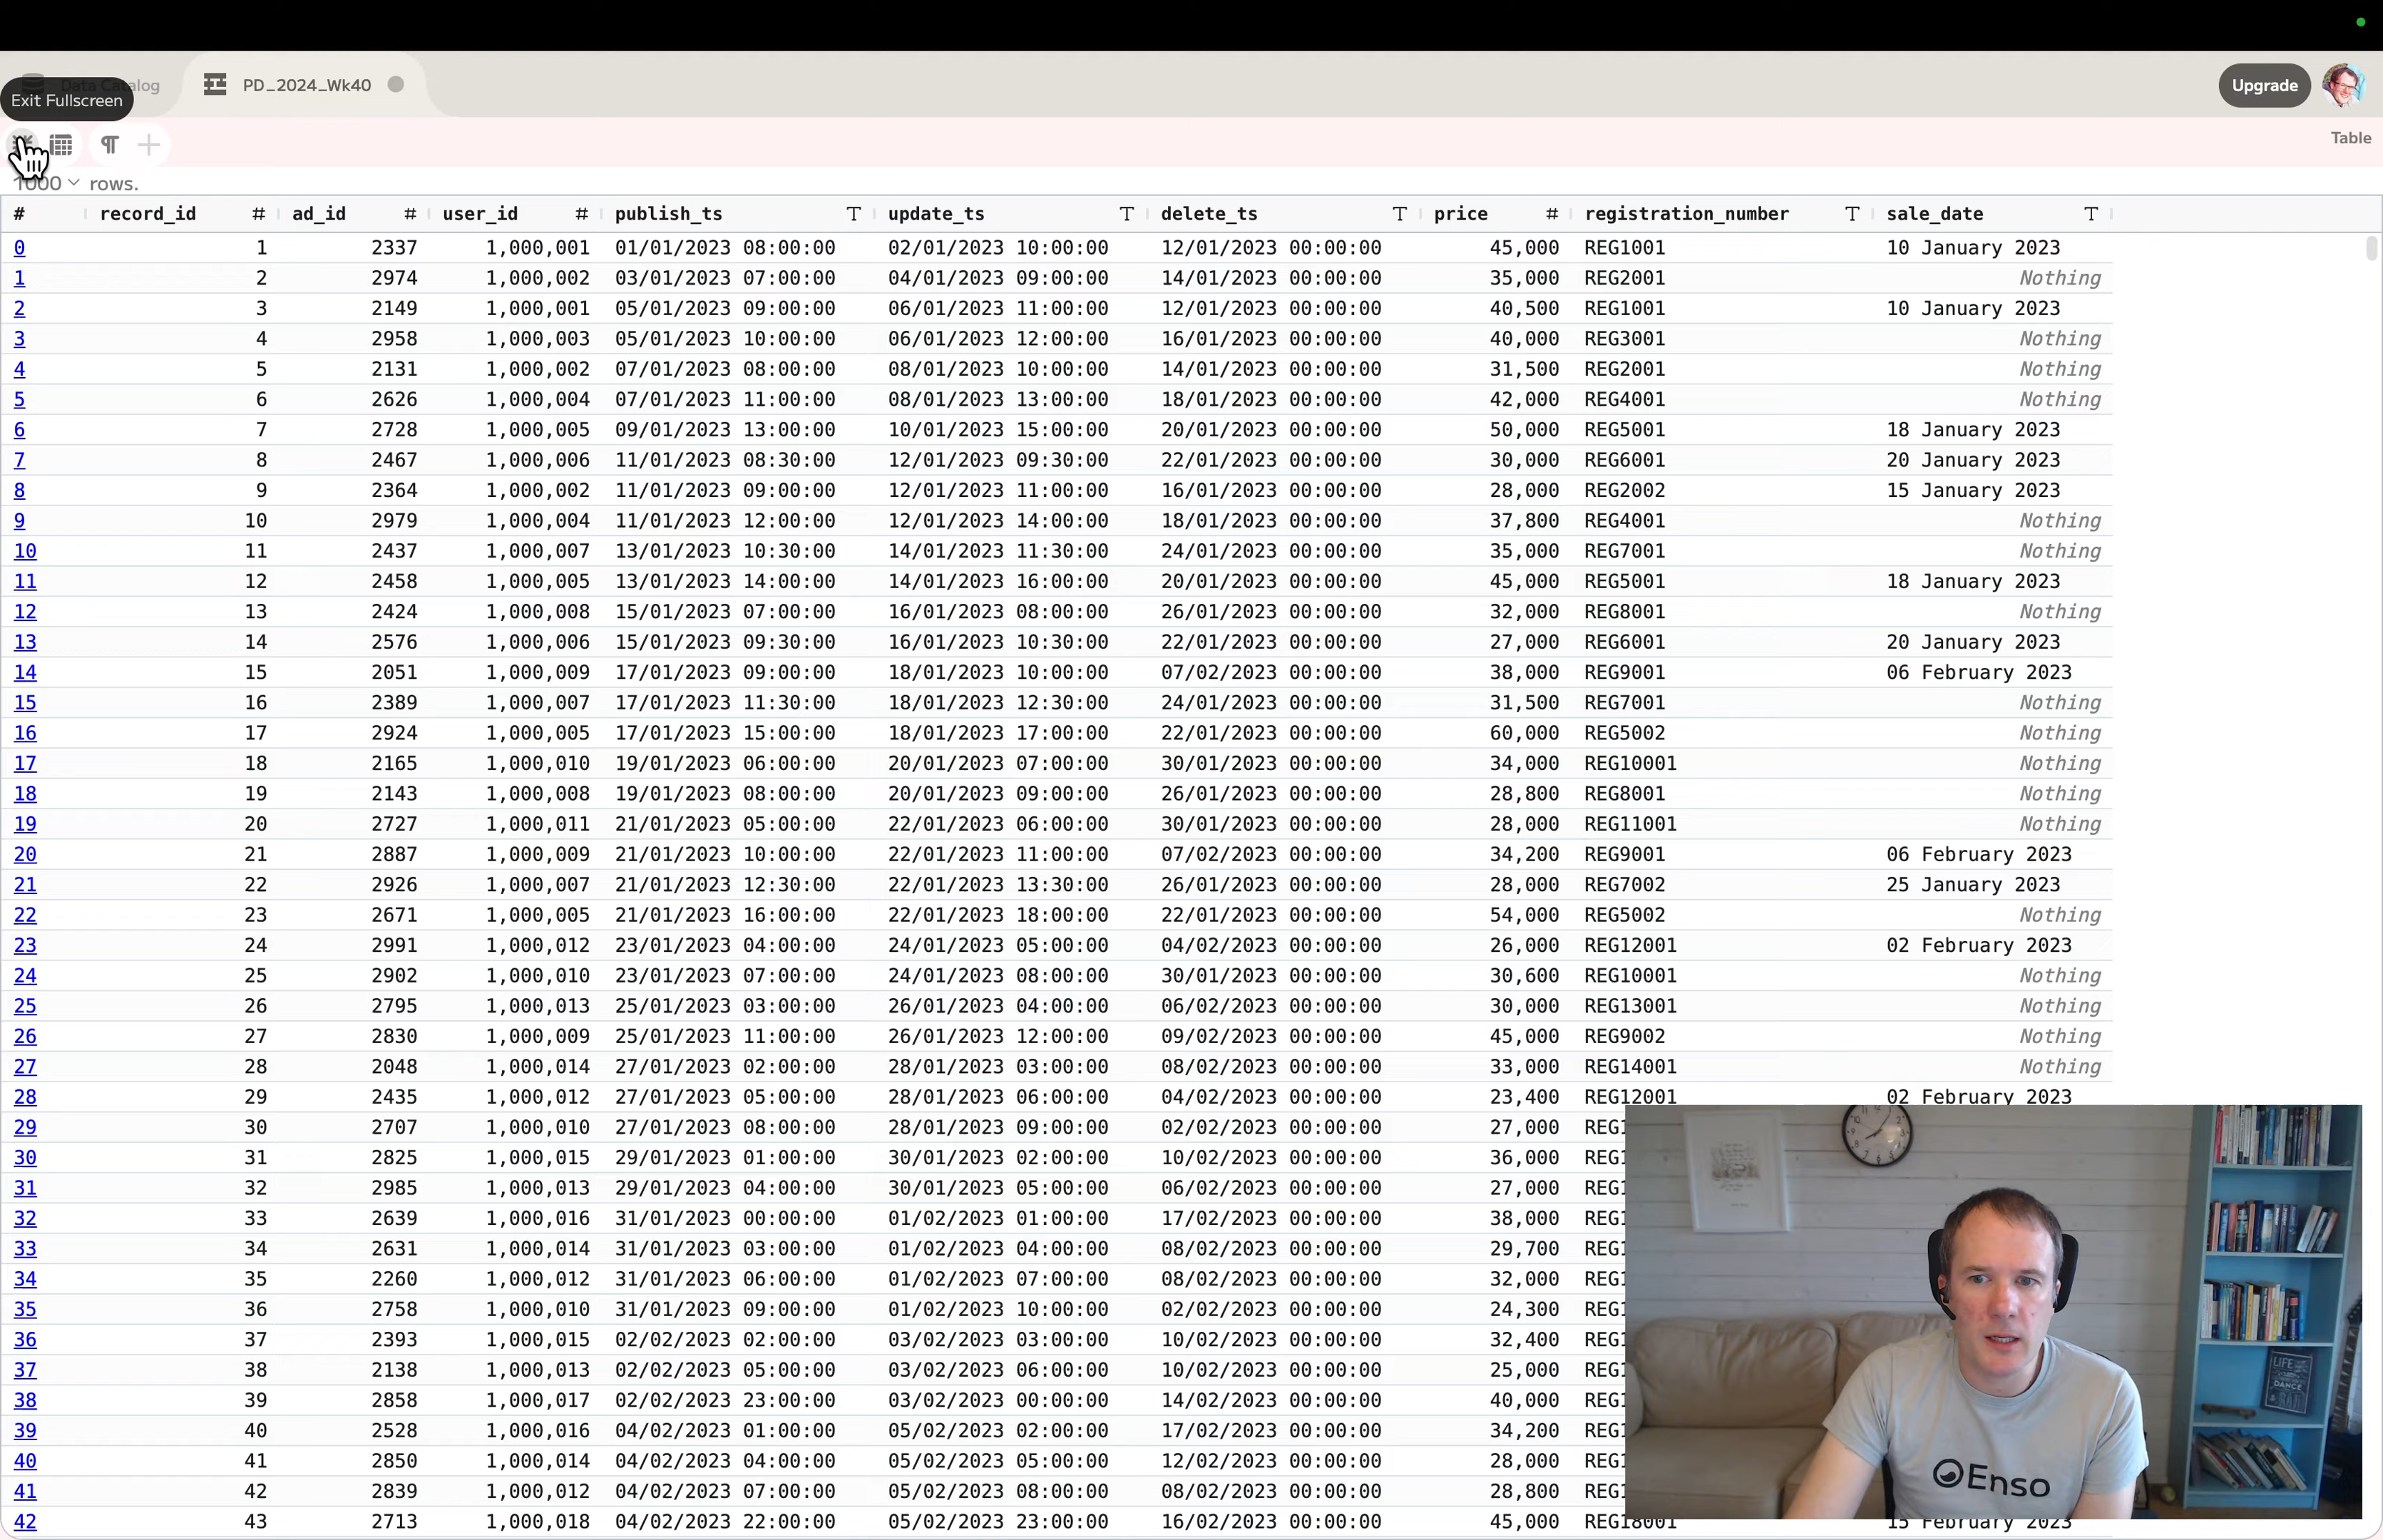 Data Catalog
PD_2024_Wk40
Upgrade
Exit Fullscreen
Table
1000 rows.
# record_id # ad_id # user_id # publish_ts T update_ts T delete_ts T price # registration_number T sale_date T
0 1 2337 1,000,001 01/01/2023 08:00:00 02/01/2023 10:00:00 12/01/2023 00:00:00 45,000 REG1001 10 January 2023
1 2 2974 1,000,002 03/01/2023 07:00:00 04/01/2023 09:00:00 14/01/2023 00:00:00 35,000 REG2001 Nothing
2 3 2149 1,000,001 05/01/2023 09:00:00 06/01/2023 11:00:00 12/01/2023 00:00:00 40,500 REG1001 10 January 2023
3 4 2958 1,000,003 05/01/2023 10:00:00 06/01/2023 12:00:00 16/01/2023 00:00:00 40,000 REG3001 Nothing
4 5 2131 1,000,002 07/01/2023 08:00:00 08/01/2023 10:00:00 14/01/2023 00:00:00 31,500 REG2001 Nothing
5 6 2626 1,000,004 07/01/2023 11:00:00 08/01/2023 13:00:00 18/01/2023 00:00:00 42,000 REG4001 Nothing
6 7 2728 1,000,005 09/01/2023 13:00:00 10/01/2023 15:00:00 20/01/2023 00:00:00 50,000 REG5001 18 January 2023
7 8 2467 1,000,006 11/01/2023 08:30:00 12/01/2023 09:30:00 22/01/2023 00:00:00 30,000 REG6001 20 January 2023
8 9 2364 1,000,002 11/01/2023 09:00:00 12/01/2023 11:00:00 16/01/2023 00:00:00 28,000 REG2002 15 January 2023
9 10 2979 1,000,004 11/01/2023 12:00:00 12/01/2023 14:00:00 18/01/2023 00:00:00 37,800 REG4001 Nothing
10 11 2437 1,000,007 13/01/2023 10:30:00 14/01/2023 11:30:00 24/01/2023 00:00:00 35,000 REG7001 Nothing
11 12 2458 1,000,005 13/01/2023 14:00:00 14/01/2023 16:00:00 20/01/2023 00:00:00 45,000 REG5001 18 January 2023
12 13 2424 1,000,008 15/01/2023 07:00:00 16/01/2023 08:00:00 26/01/2023 00:00:00 32,000 REG8001 Nothing
13 14 2576 1,000,006 15/01/2023 09:30:00 16/01/2023 10:30:00 22/01/2023 00:00:00 27,000 REG6001 20 January 2023
14 15 2051 1,000,009 17/01/2023 09:00:00 18/01/2023 10:00:00 07/02/2023 00:00:00 38,000 REG9001 06 February 2023
15 16 2389 1,000,007 17/01/2023 11:30:00 18/01/2023 12:30:00 24/01/2023 00:00:00 31,500 REG7001 Nothing
16 17 2924 1,000,005 17/01/2023 15:00:00 18/01/2023 17:00:00 22/01/2023 00:00:00 60,000 REG5002 Nothing
17 18 2165 1,000,010 19/01/2023 06:00:00 20/01/2023 07:00:00 30/01/2023 00:00:00 34,000 REG10001 Nothing
18 19 2143 1,000,008 19/01/2023 08:00:00 20/01/2023 09:00:00 26/01/2023 00:00:00 28,800 REG8001 Nothing
19 20 2727 1,000,011 21/01/2023 05:00:00 22/01/2023 06:00:00 30/01/2023 00:00:00 28,000 REG11001 Nothing
20 21 2887 1,000,009 21/01/2023 10:00:00 22/01/2023 11:00:00 07/02/2023 00:00:00 34,200 REG9001 06 February 2023
21 22 2926 1,000,007 21/01/2023 12:30:00 22/01/2023 13:30:00 26/01/2023 00:00:00 28,000 REG7002 25 January 2023
22 23 2671 1,000,005 21/01/2023 16:00:00 22/01/2023 18:00:00 22/01/2023 00:00:00 54,000 REG5002 Nothing
23 24 2991 1,000,012 23/01/2023 04:00:00 24/01/2023 05:00:00 04/02/2023 00:00:00 26,000 REG12001 02 February 2023
24 25 2902 1,000,010 23/01/2023 07:00:00 24/01/2023 08:00:00 30/01/2023 00:00:00 30,600 REG10001 Nothing
25 26 2795 1,000,013 25/01/2023 03:00:00 26/01/2023 04:00:00 06/02/2023 00:00:00 30,000 REG13001 Nothing
26 27 2830 1,000,009 25/01/2023 11:00:00 26/01/2023 12:00:00 09/02/2023 00:00:00 45,000 REG9002 Nothing
27 28 2048 1,000,014 27/01/2023 02:00:00 28/01/2023 03:00:00 08/02/2023 00:00:00 33,000 REG14001 Nothing
28 29 2435 1,000,012 27/01/2023 05:00:00 28/01/2023 06:00:00 04/02/2023 00:00:00 23,400 REG12001 02 February 2023
29 30 2707 1,000,010 27/01/2023 08:00:00 28/01/2023 09:00:00 02/02/2023 00:00:00 27,000 REG1
30 31 2825 1,000,015 29/01/2023 01:00:00 30/01/2023 02:00:00 10/02/2023 00:00:00 36,000 REG1
31 32 2985 1,000,013 29/01/2023 04:00:00 30/01/2023 05:00:00 06/02/2023 00:00:00 27,000 REG1
32 33 2639 1,000,016 31/01/2023 00:00:00 01/02/2023 01:00:00 17/02/2023 00:00:00 38,000 REG1
33 34 2631 1,000,014 31/01/2023 03:00:00 01/02/2023 04:00:00 08/02/2023 00:00:00 29,700 REG1
34 35 2260 1,000,012 31/01/2023 06:00:00 01/02/2023 07:00:00 08/02/2023 00:00:00 32,000 REG1
35 36 2758 1,000,010 31/01/2023 09:00:00 01/02/2023 10:00:00 02/02/2023 00:00:00 24,300 REG1
36 37 2393 1,000,015 02/02/2023 02:00:00 03/02/2023 03:00:00 10/02/2023 00:00:00 32,400 REG1
37 38 2138 1,000,013 02/02/2023 05:00:00 03/02/2023 06:00:00 10/02/2023 00:00:00 25,000 REG1
38 39 2858 1,000,017 02/02/2023 23:00:00 03/02/2023 00:00:00 14/02/2023 00:00:00 40,000 REG1
39 40 2528 1,000,016 04/02/2023 01:00:00 05/02/2023 02:00:00 17/02/2023 00:00:00 34,200 REG1
40 41 2850 1,000,014 04/02/2023 04:00:00 05/02/2023 05:00:00 12/02/2023 00:00:00 28,000 REG1
41 42 2839 1,000,012 04/02/2023 07:00:00 05/02/2023 08:00:00 08/02/2023 00:00:00 28,800 REG1
42 43 2713 1,000,018 04/02/2023 22:00:00 05/02/2023 23:00:00 16/02/2023 00:00:00 45,000 REG18001 15 February 2023
LIFE
DANCE
Enso